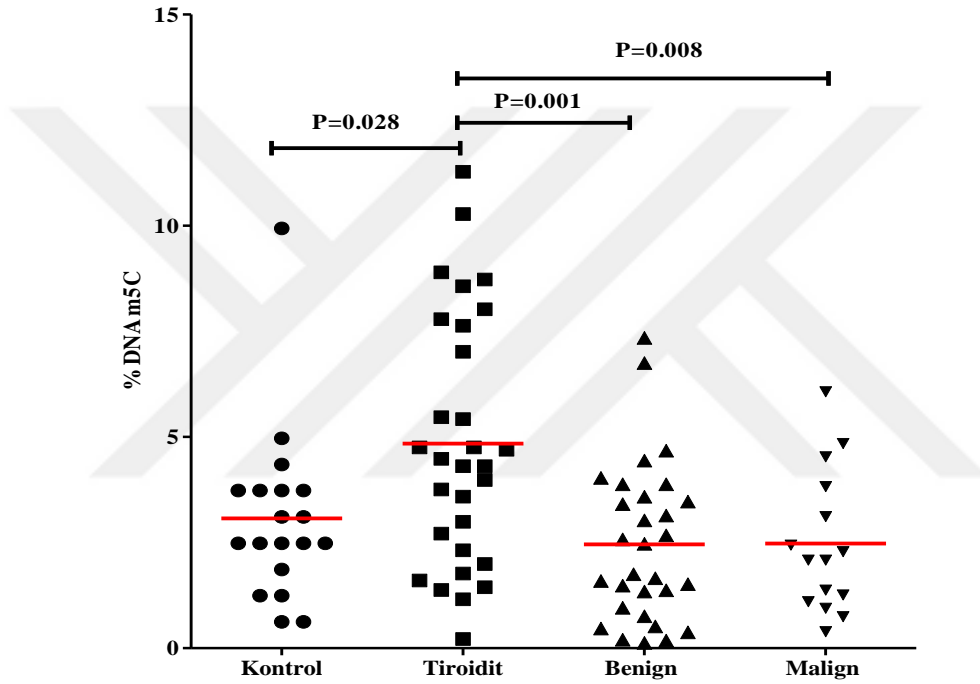 15
P=0.008
P=0.001
P=0.028
10
% DNA m5C
5
0
Kontrol Tiroidit Benign Malign